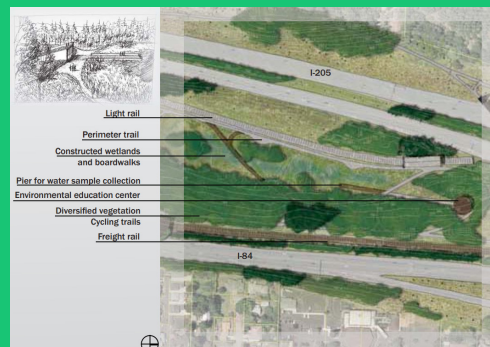 I-205
Light rail
Perimeter trail
Constructed wetlands
and boardwalks
Pier for water sample collection
Environmental education center
Diversified vegetation
Cycling trails
Freight rail
I-84